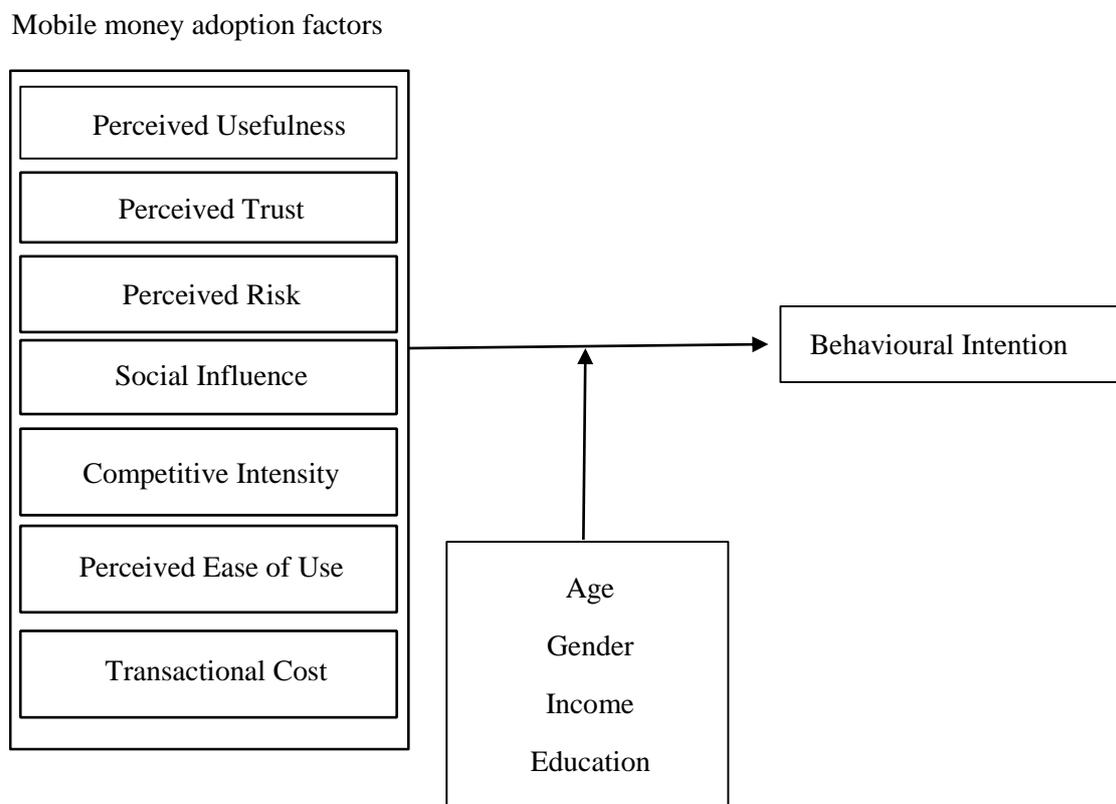 Mobile money adoption factors
Perceived Usefulness
Perceived Trust
Perceived Risk
Social Influence
Competitive Intensity
Perceived Ease of Use
Transactional Cost
Behavioural Intention
Age
Gender
Income
Education